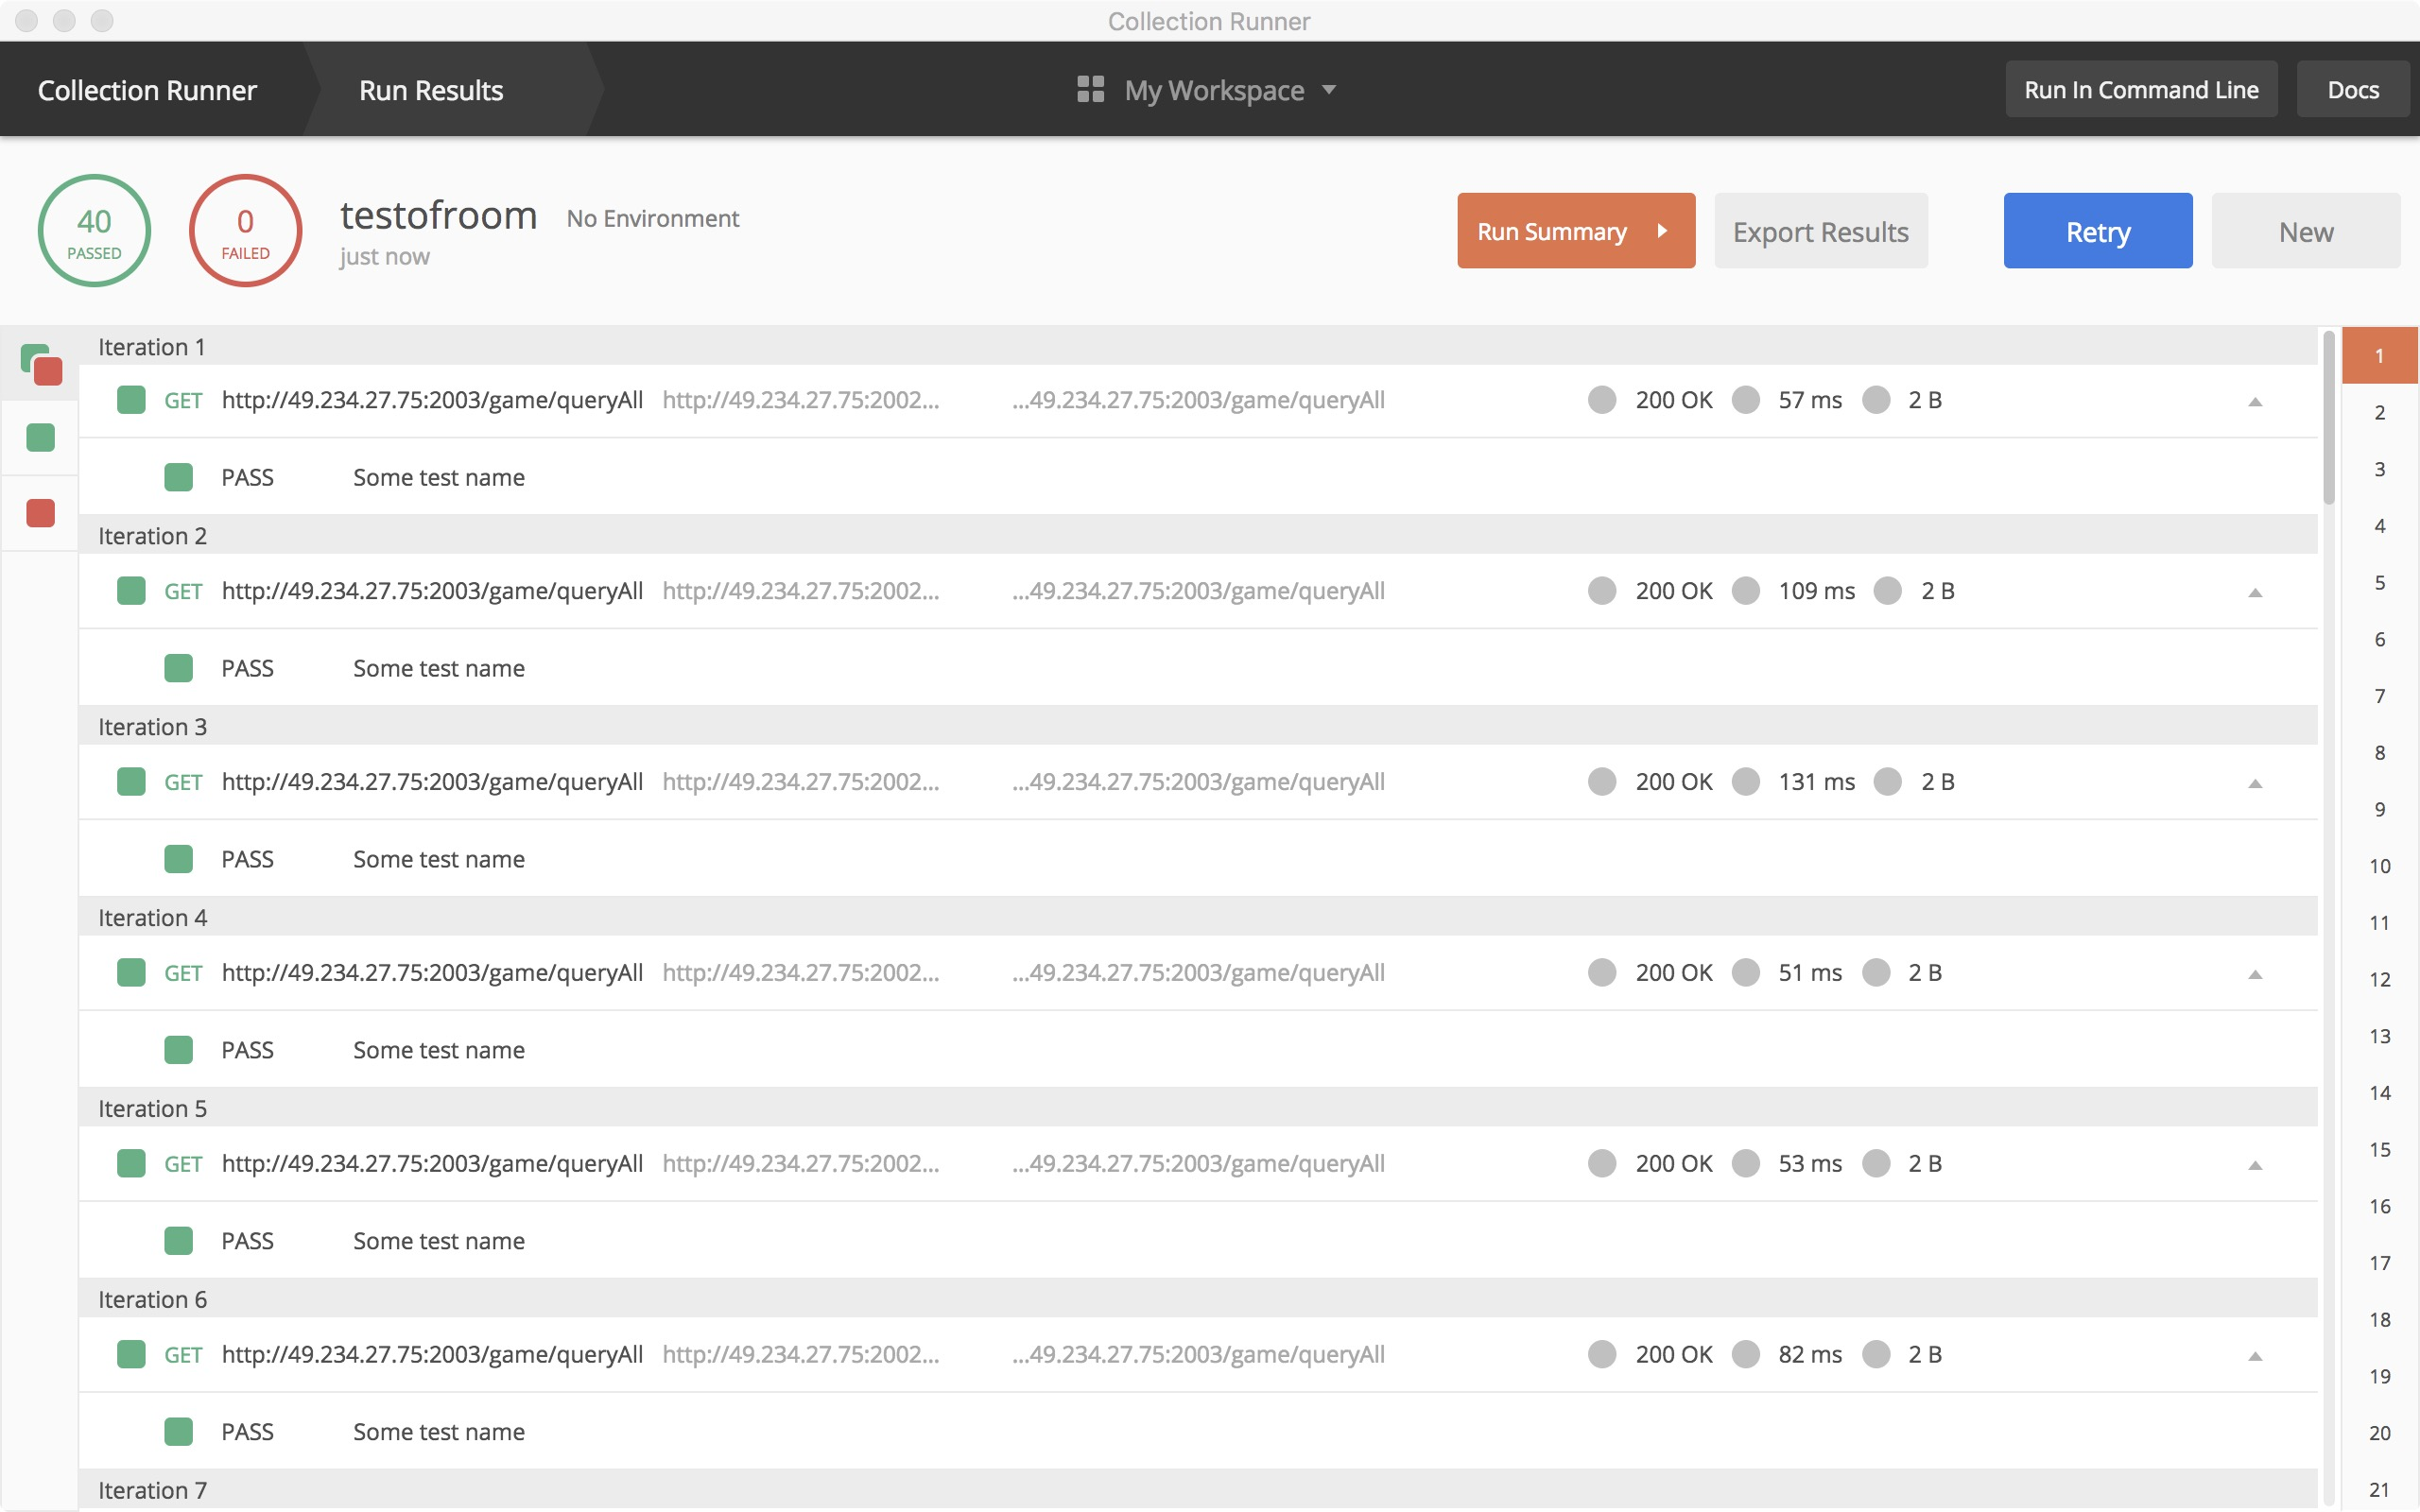 Collection Runner
Collection Runner Run Results My Workspace Run In Command Line Docs
40 PASSED
0 FAILED
testofroom No Environment
just now
Run Summary Export Results Retry New
Iteration 1
GET http://49.234.27.75:2003/game/queryAll http://49.234.27.75:2002... ...49.234.27.75:2003/game/queryAll 200 OK 57 ms 2 B
PASS Some test name
Iteration 2
GET http://49.234.27.75:2003/game/queryAll http://49.234.27.75:2002... ...49.234.27.75:2003/game/queryAll 200 OK 109 ms 2 B
PASS Some test name
Iteration 3
GET http://49.234.27.75:2003/game/queryAll http://49.234.27.75:2002... ...49.234.27.75:2003/game/queryAll 200 OK 131 ms 2 B
PASS Some test name
Iteration 4
GET http://49.234.27.75:2003/game/queryAll http://49.234.27.75:2002... ...49.234.27.75:2003/game/queryAll 200 OK 51 ms 2 B
PASS Some test name
Iteration 5
GET http://49.234.27.75:2003/game/queryAll http://49.234.27.75:2002... ...49.234.27.75:2003/game/queryAll 200 OK 53 ms 2 B
PASS Some test name
Iteration 6
GET http://49.234.27.75:2003/game/queryAll http://49.234.27.75:2002... ...49.234.27.75:2003/game/queryAll 200 OK 82 ms 2 B
PASS Some test name
Iteration 7
1
2
3
4
5
6
7
8
9
10
11
12
13
14
15
16
17
18
19
20
21